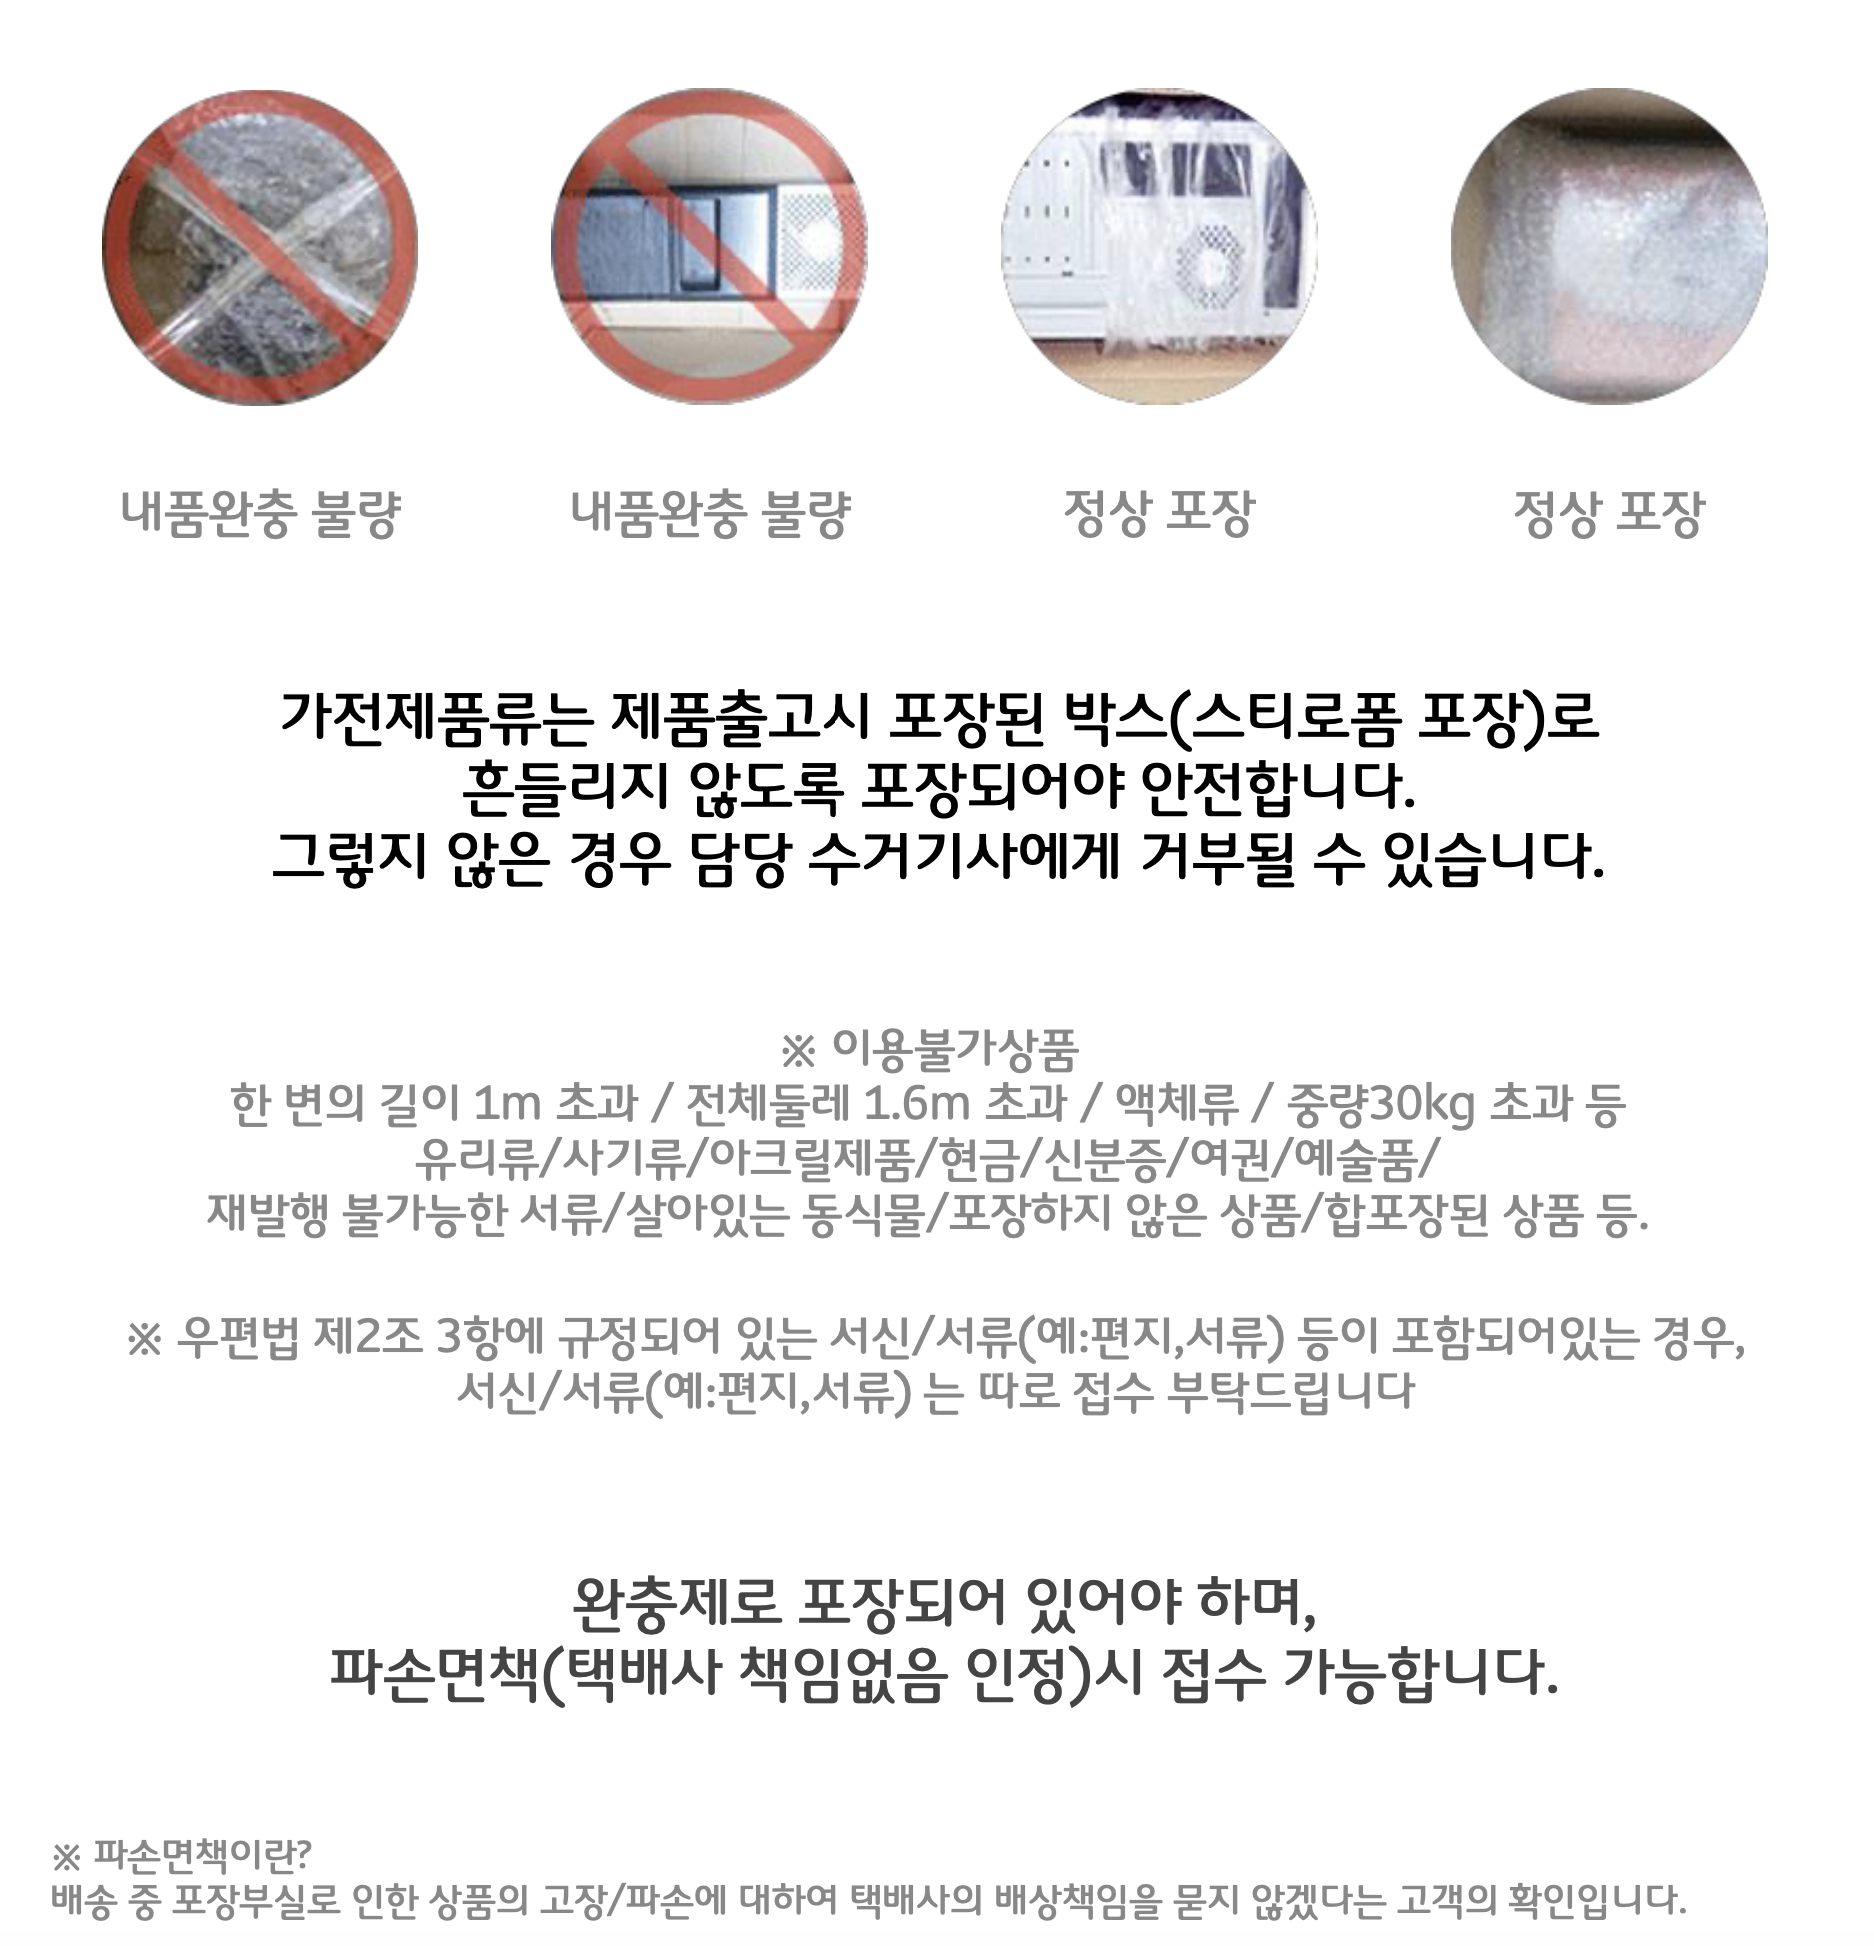 내품완충 불량
내품완충 불량
정상 포장
정상 포장
가전제품류는 제품출고시 포장된 박스(스티로폼 포장)로
흔들리지 않도록 포장되어야 안전합니다.
그렇지 않은 경우 담당 수거기사에게 거부될 수 있습니다.
※ 이용불가상품
한 변의 길이 1m 초과 / 전체둘레 1.6m 초과 / 액체류 / 중량30kg 초과 등
유리류/사기류/아크릴제품/현금/신분증/여권/예술품/
재발행 불가능한 서류/살아있는 동식물/포장하지 않은 상품/합포장된 상품 등.
※ 우편법 제2조 3항에 규정되어 있는 서신/서류(예:편지,서류) 등이 포함되어있는 경우,
서신/서류(예:편지,서류) 는 따로 접수 부탁드립니다
완충제로 포장되어 있어야 하며,
파손면책(택배사 책임없음 인정)시 접수 가능합니다.
※ 파손면책이란?
배송 중 포장부실로 인한 상품의 고장/파손에 대하여 택배사의 배상책임을 묻지 않겠다는 고객의 확인입니다.